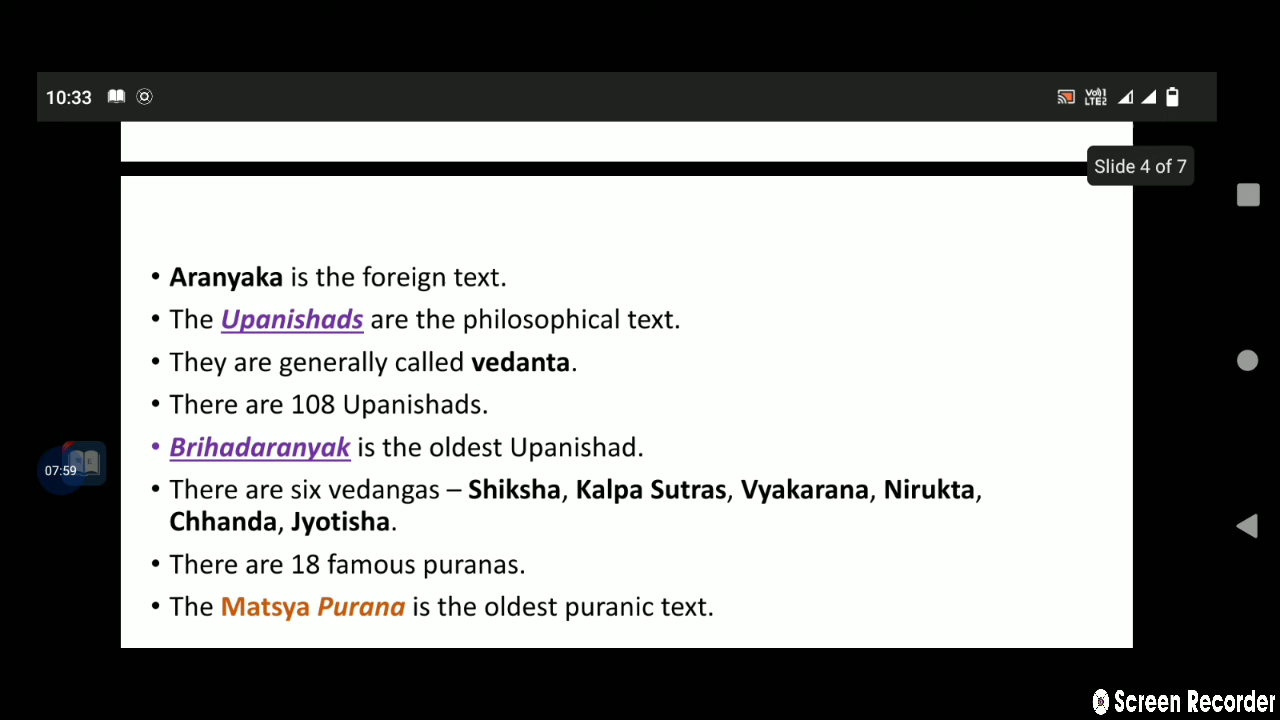 10:33
Vo)) 1
LTE2
Slide 4 of 7
• Aranyaka is the foreign text.
• The Upanishads are the philosophical text.
• They are generally called vedanta.
• There are 108 Upanishads.
• Brihadaranyak is the oldest Upanishad.
07:59
• There are six vedangas – Shiksha, Kalpa Sutras, Vyakarana, Nirukta,
Chhanda, Jyotisha.
• There are 18 famous puranas.
• The Matsya Purana is the oldest puranic text.
Screen Recorder